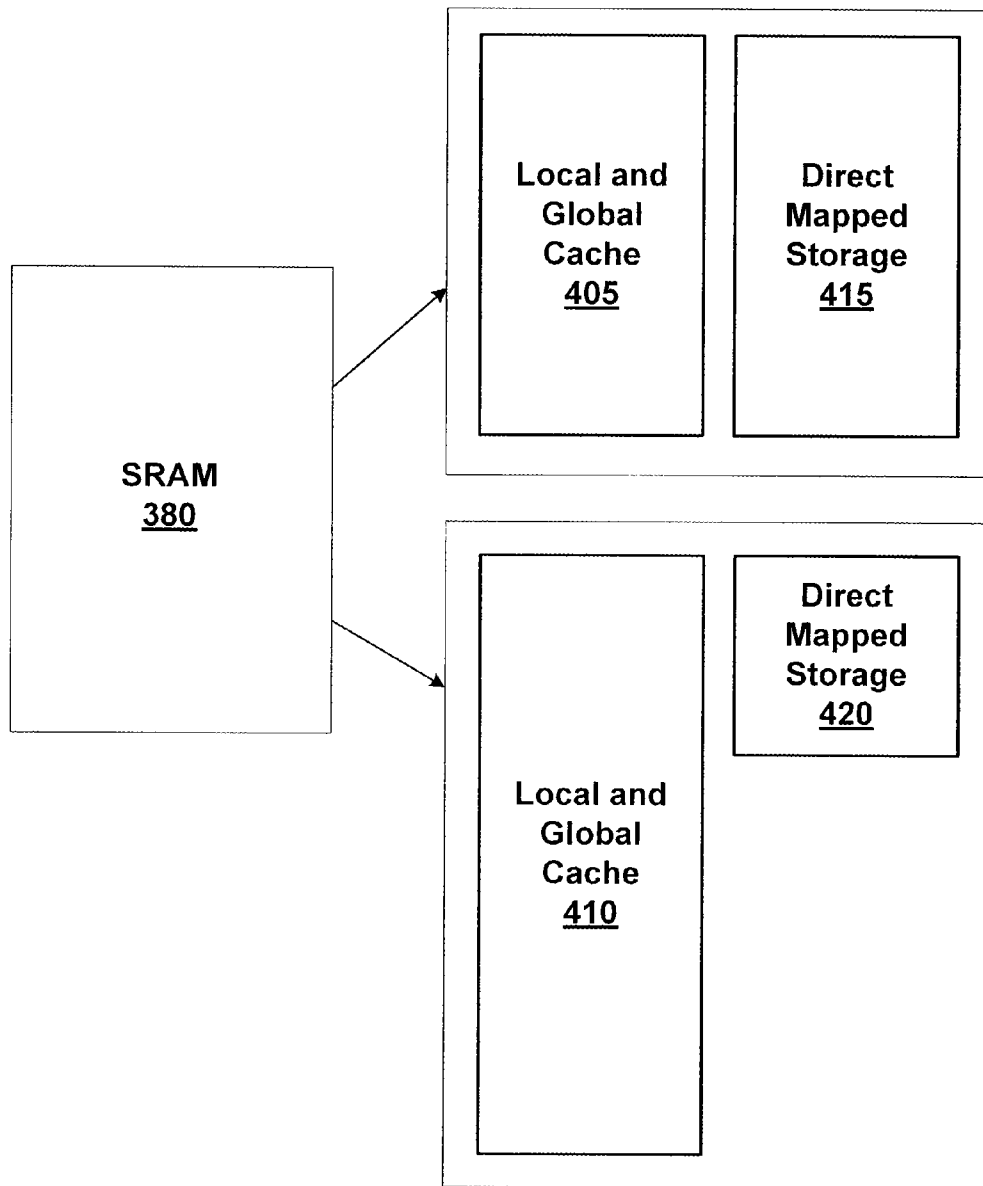 Local and
Global
Cache
405
Direct
Mapped
Storage
415
SRAM
380
Direct
Mapped
Storage
420
Local and
Global
Cache
410